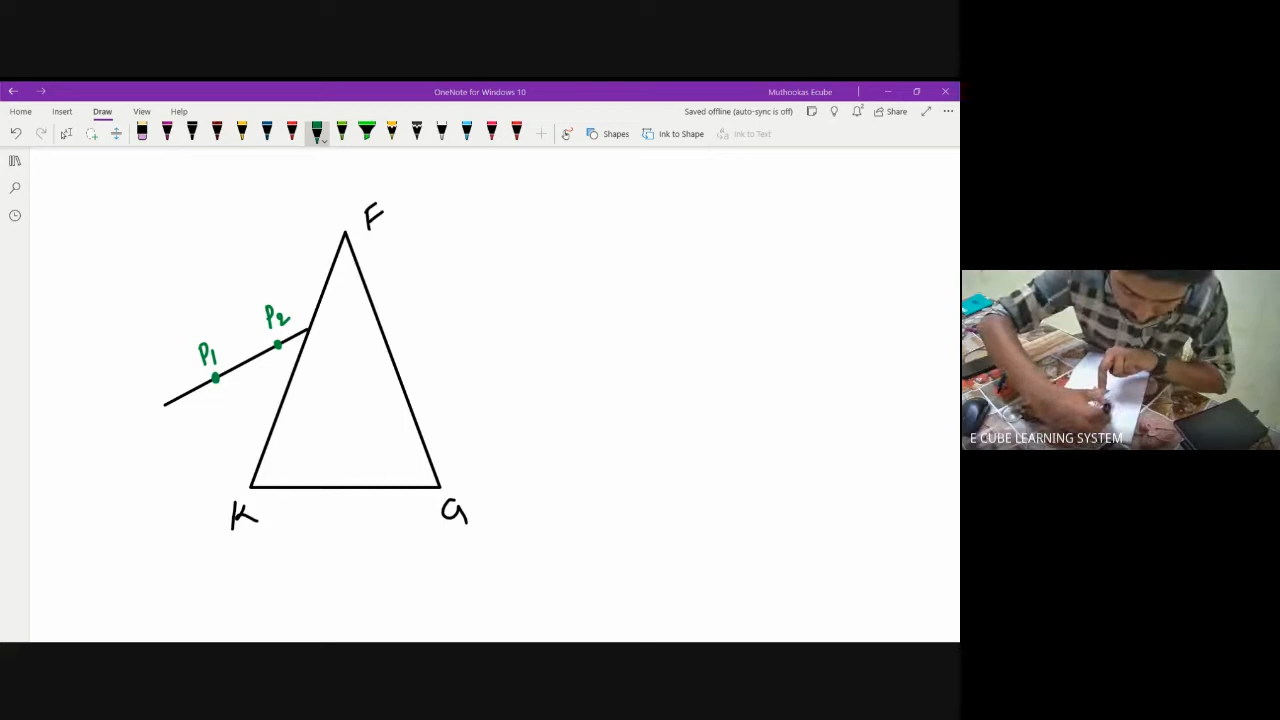 OneNote for Windows 10
Muthookas Ecube
Home Insert Draw View Help
Saved offline (auto-sync is off)
Share
Shapes
Ink to Shape
Ink to Text
F
P2
P1
K
G
E CUBE LEARNING SYSTEM